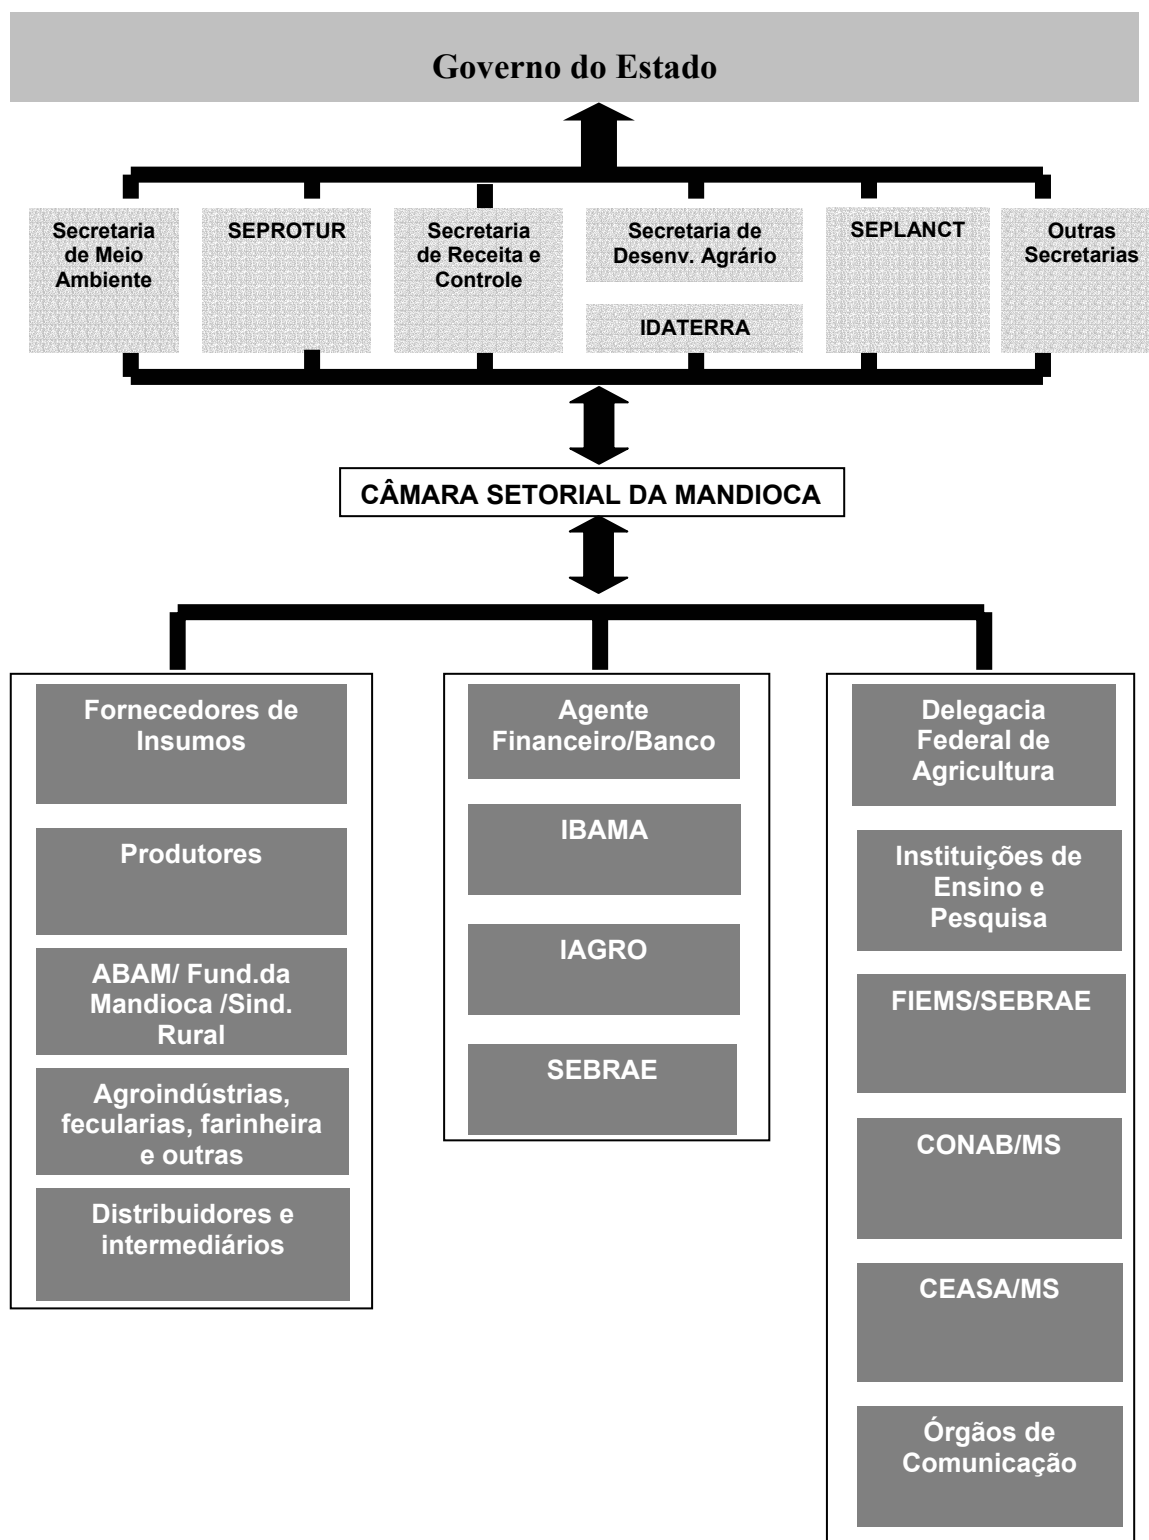 Governo do Estado
Secretaria
de Meio
Ambiente
SEPROTUR
Secretaria
de Receita e
Controle
Secretaria de
Desenv. Agrário
IDATERRA
SEPLANCT
Outras
Secretarias
CÂMARA SETORIAL DA MANDIOCA
Fornecedores de
Insumos
Produtores
ABAM/ Fund.da
Mandioca /Sind.
Rural
Agroindústrias,
fecularias, farinheira
e outras
Distribuidores e
intermediários
Agente
Financeiro/Banco
IBAMA
IAGRO
SEBRAE
Delegacia
Federal de
Agricultura
Instituições de
Ensino e
Pesquisa
FIEMS/SEBRAE
CONAB/MS
CEASA/MS
Órgãos de
Comunicação